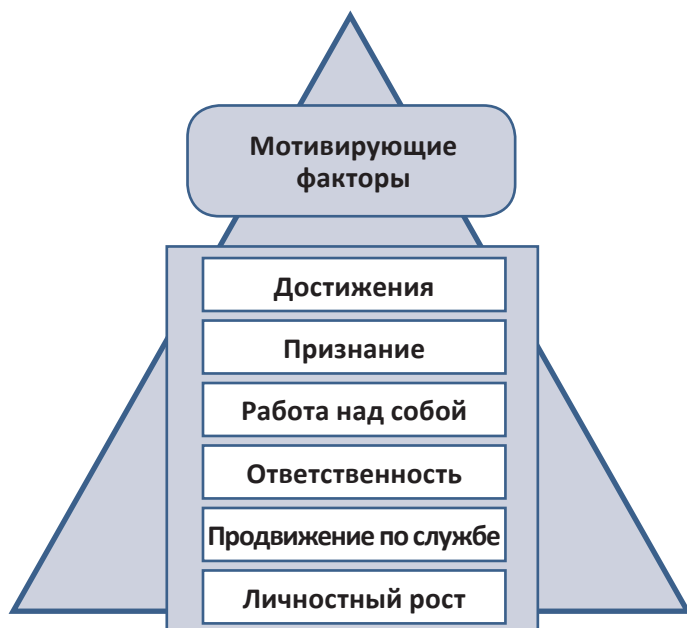 Мотивирующие
факторы
Достижения
Признание
Работа над собой
Ответственность
Продвижение по службе
Личностный рост